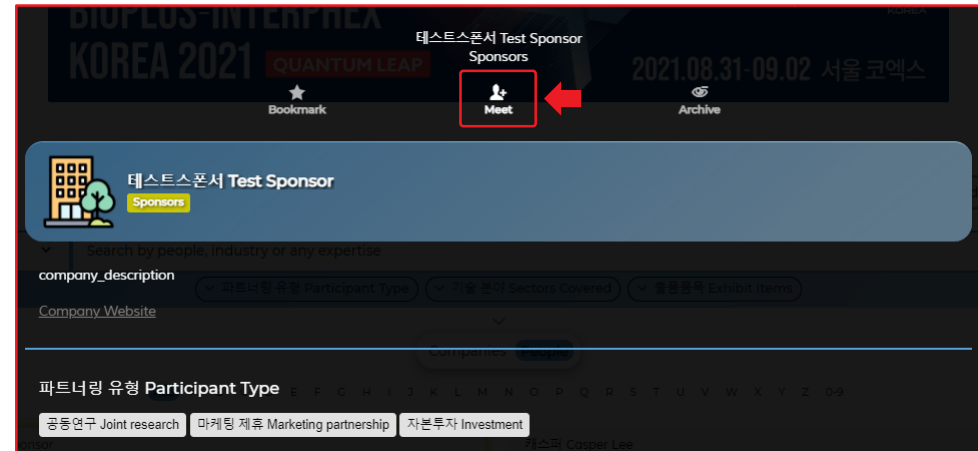 BIOPLUS-INTERPHEX
KOREA
KOREA 2021 QUANTUM LEAP
2021.08.31-09.02 서울 코엑스
테스트스폰서 Test Sponsor
Sponsors
Bookmark
Meet
Archive
테스트스폰서 Test Sponsor
Sponsors
Search by people, industry or any expertise
company_description
파트너링 유형 Participant Type
기술 분야 Sectors Covered
출품품목 Exhibit Items
Company Website
Companies People
파트너링 유형 Participant Type
E F G H I J K L M N O P Q R S T U V W X Y Z 0-9
공동연구 Joint research
마케팅 제휴 Marketing partnership
자본투자 Investment
캐스퍼 Casper Lee